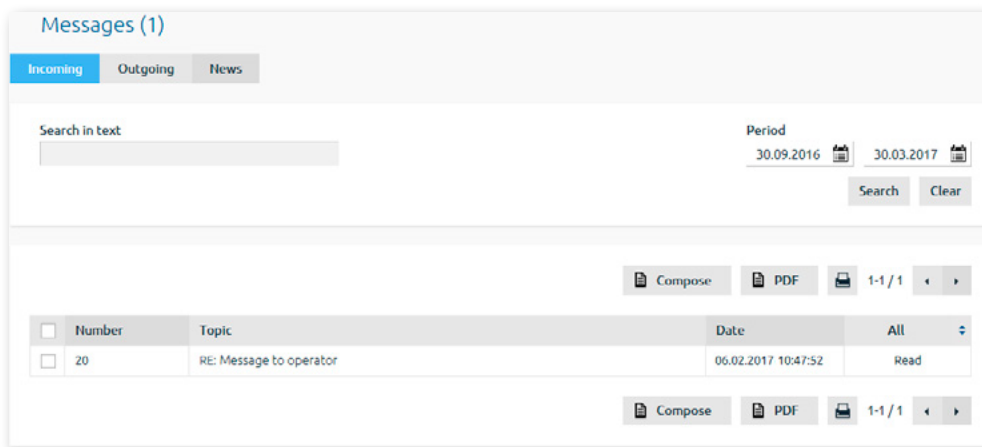 Messages (1)
Incoming Outgoing News
Search in text
Period
30.09.2016 30.03.2017
Search Clear
Compose PDF 1-1 / 1
Number Topic Date All
20 RE: Message to operator 06.02.2017 10:47:52 Read
Compose PDF 1-1 / 1